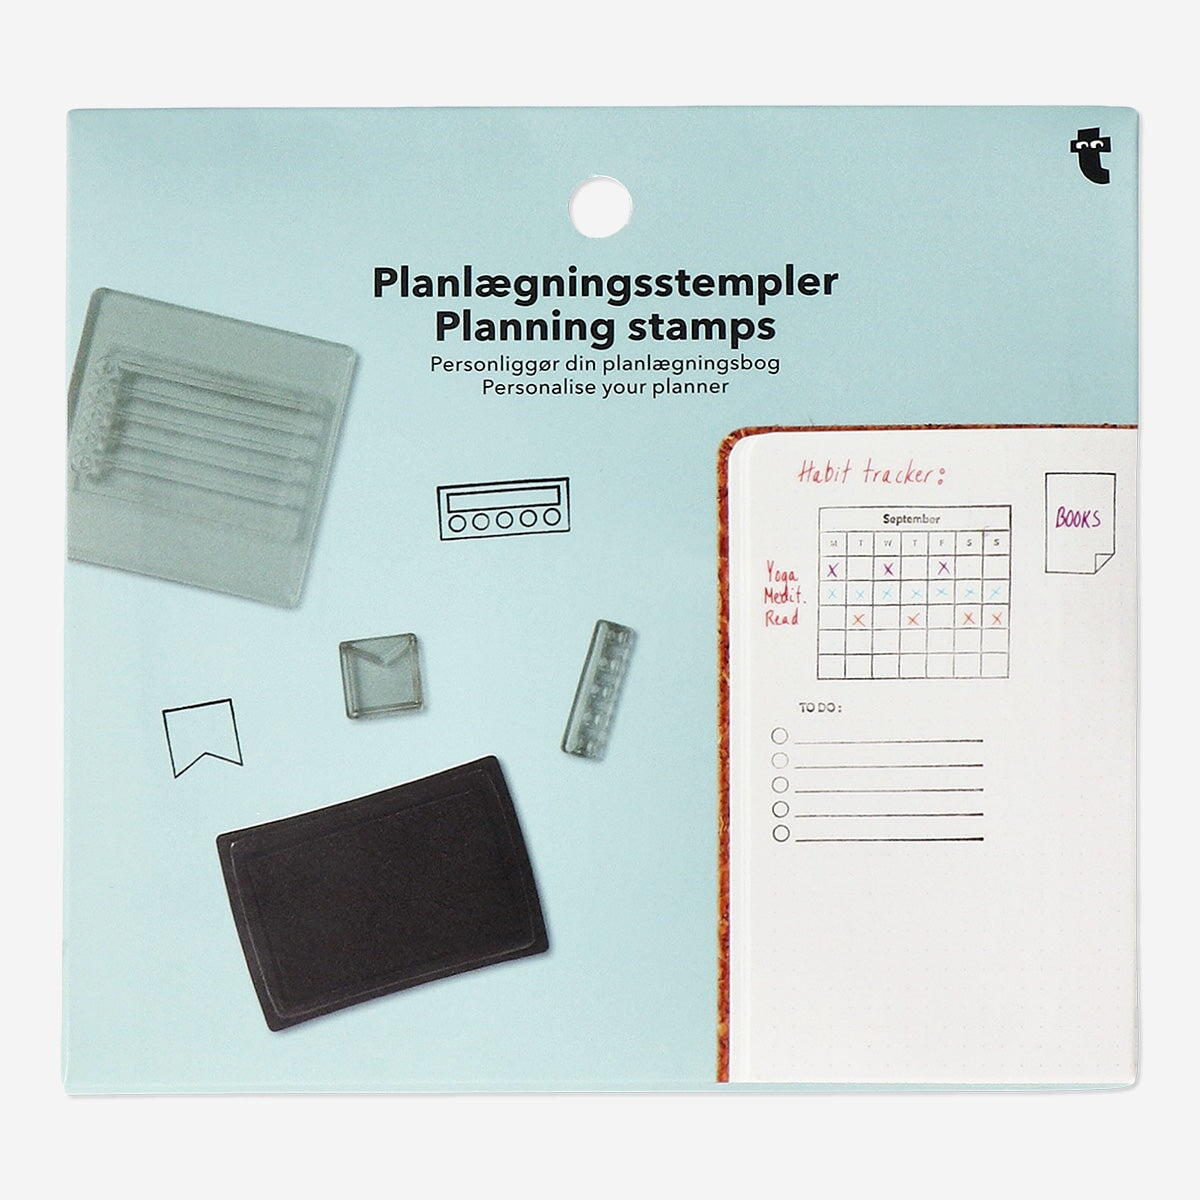 Planlægningsstempler
Planning stamps
Personliggør din planlægningsbog
Personalise your planner
Habit tracker:
BOOKS
September
M T W T F S S
Yoga X X X
Medit. X X X X X X X
Read X X X X
TO DO: